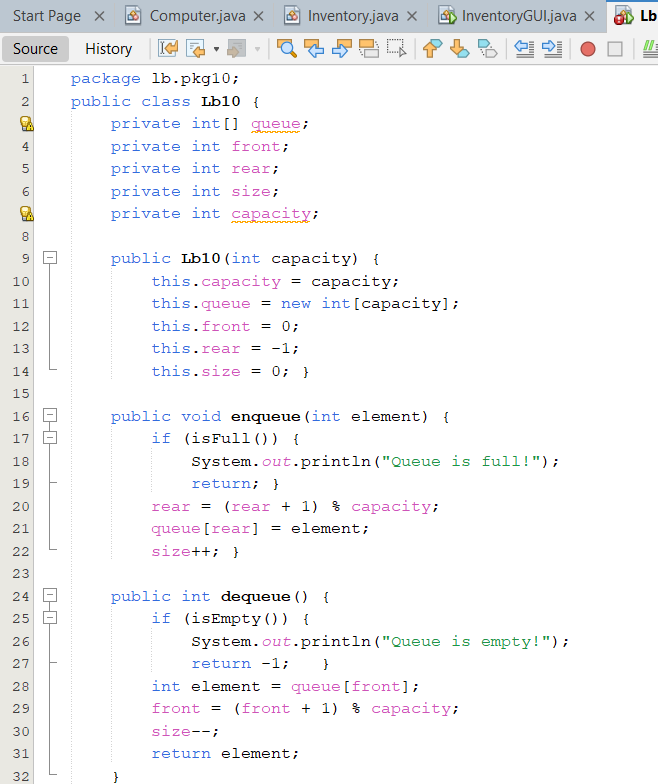 Start Page Computer.java Inventory.java InventoryGUI.java Lb
Source History
1 package lb.pkg10;
2 public class Lb10 {
private int[] queue;
4 private int front;
5 private int rear;
6 private int size;
private int capacity;
8
9 public Lb10(int capacity) {
10 this.capacity = capacity;
11 this.queue = new int[capacity];
12 this.front = 0;
13 this.rear = -1;
14 this.size = 0; }
15
16 public void enqueue(int element) {
17 if (isFull()) {
18 System.out.println("Queue is full!");
19 return; }
20 rear = (rear + 1) % capacity;
21 queue[rear] = element;
22 size++; }
23
24 public int dequeue() {
25 if (isEmpty()) {
26 System.out.println("Queue is empty!");
27 return -1; }
28 int element = queue[front];
29 front = (front + 1) % capacity;
30 size--;
31 return element;
32 }